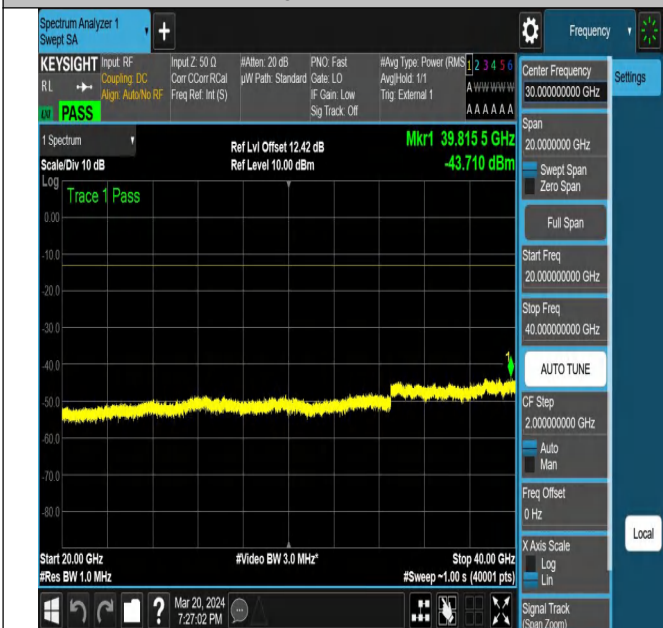 Spectrum Analyzer 1
Swept SA
+
Frequency
KEYSIGHT
RL
LXI
PASS
Input: RF
Coupling: DC
Align: Auto/No RF
Input Z: 50 Ω
Corr CCorr RCal
Freq Ref: Int (S)
#Atten: 20 dB
µW Path: Standard
PNO: Fast
Gate: LO
IF Gain: Low
Sig Track: Off
#Avg Type: Power (RMS
Avg|Hold: 1/1
Trig: External 1
1 2 3 4 5 6
A W W W W W
A A A A A A
Center Frequency
30.000000000 GHz
Settings
1 Spectrum
Scale/Div 10 dB
Ref Lvl Offset 12.42 dB
Ref Level 10.00 dBm
Mkr1 39.815 5 GHz
-43.710 dBm
Span
20.0000000 GHz
Swept Span
Zero Span
Log
Trace 1 Pass
0.00
-10.0
-20.0
-30.0
-40.0
-50.0
-60.0
-70.0
-80.0
1
Full Span
Start Freq
20.000000000 GHz
Stop Freq
40.000000000 GHz
AUTO TUNE
CF Step
2.000000000 GHz
Auto
Man
Freq Offset
0 Hz
X Axis Scale
Log
Lin
Local
Signal Track
(Span Zoom)
Start 20.00 GHz
#Res BW 1.0 MHz
#Video BW 3.0 MHz*
Stop 40.00 GHz
#Sweep ~1.00 s (40001 pts)
?
Mar 20, 2024
7:27:02 PM